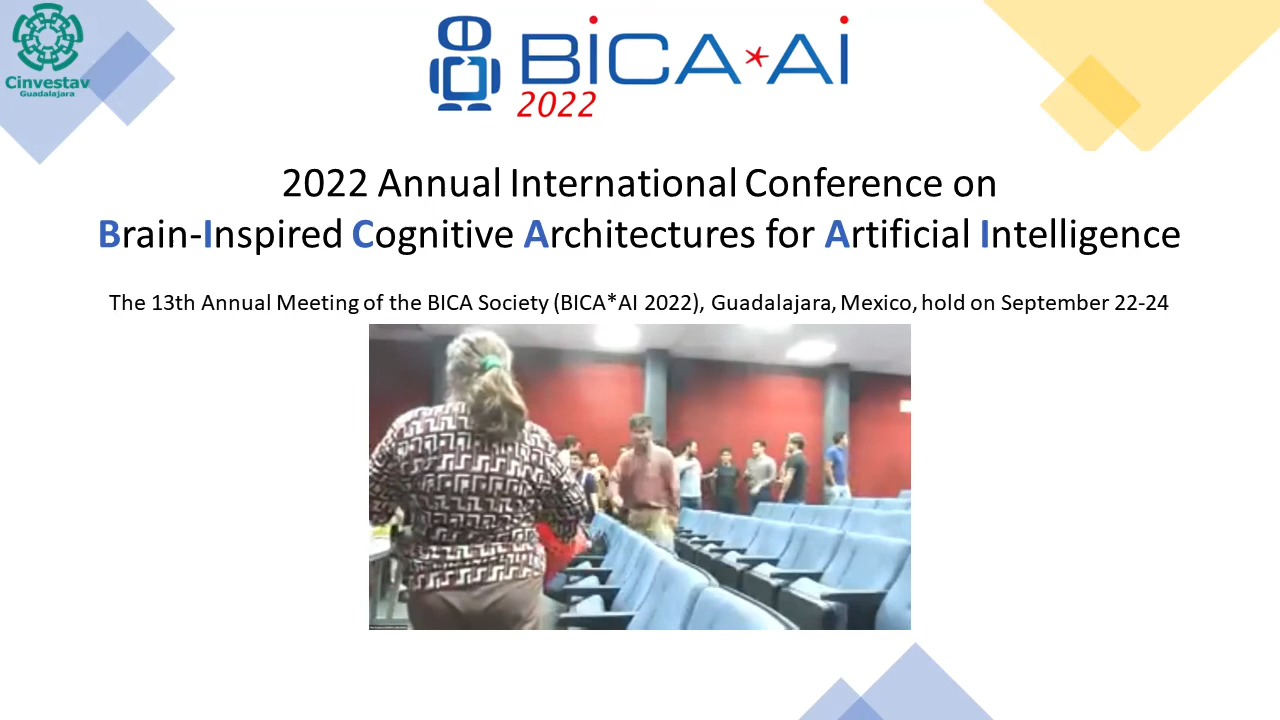 Cinvestav
Guadalajara
BiCA*Ai
2022
2022 Annual International Conference on
Brain-Inspired Cognitive Architectures for Artificial Intelligence
The 13th Annual Meeting of the BICA Society (BICA*AI 2022), Guadalajara, Mexico, hold on September 22-24